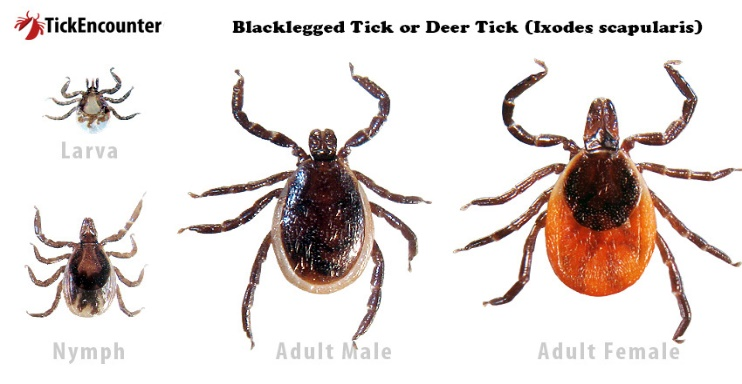 TickEncounter
Blacklegged Tick or Deer Tick (Ixodes scapularis)
Larva
Nymph
Adult Male
Adult Female